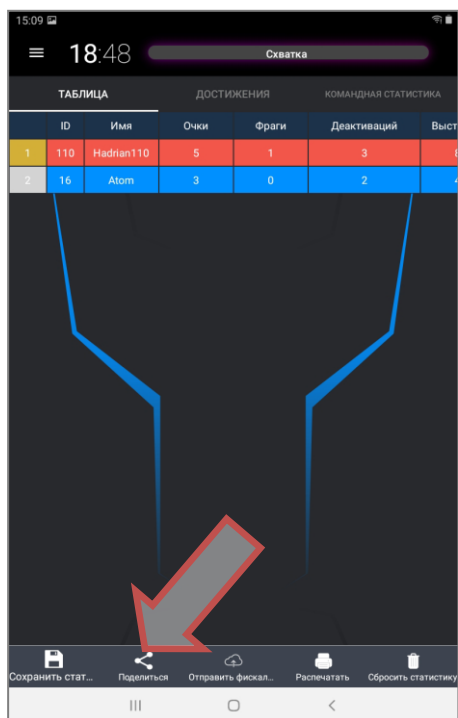 15:09
18:48 Схватка
ТАБЛИЦА ДОСТИЖЕНИЯ КОМАНДНАЯ СТАТИСТИКА
ID Имя Очки Фраги Деактиваций Выст
1 110 Hadrian110 5 1 3
2 16 Atom 3 0 2
Сохранить стат... Поделиться Отправить фискал... Распечатать Сбросить статистику